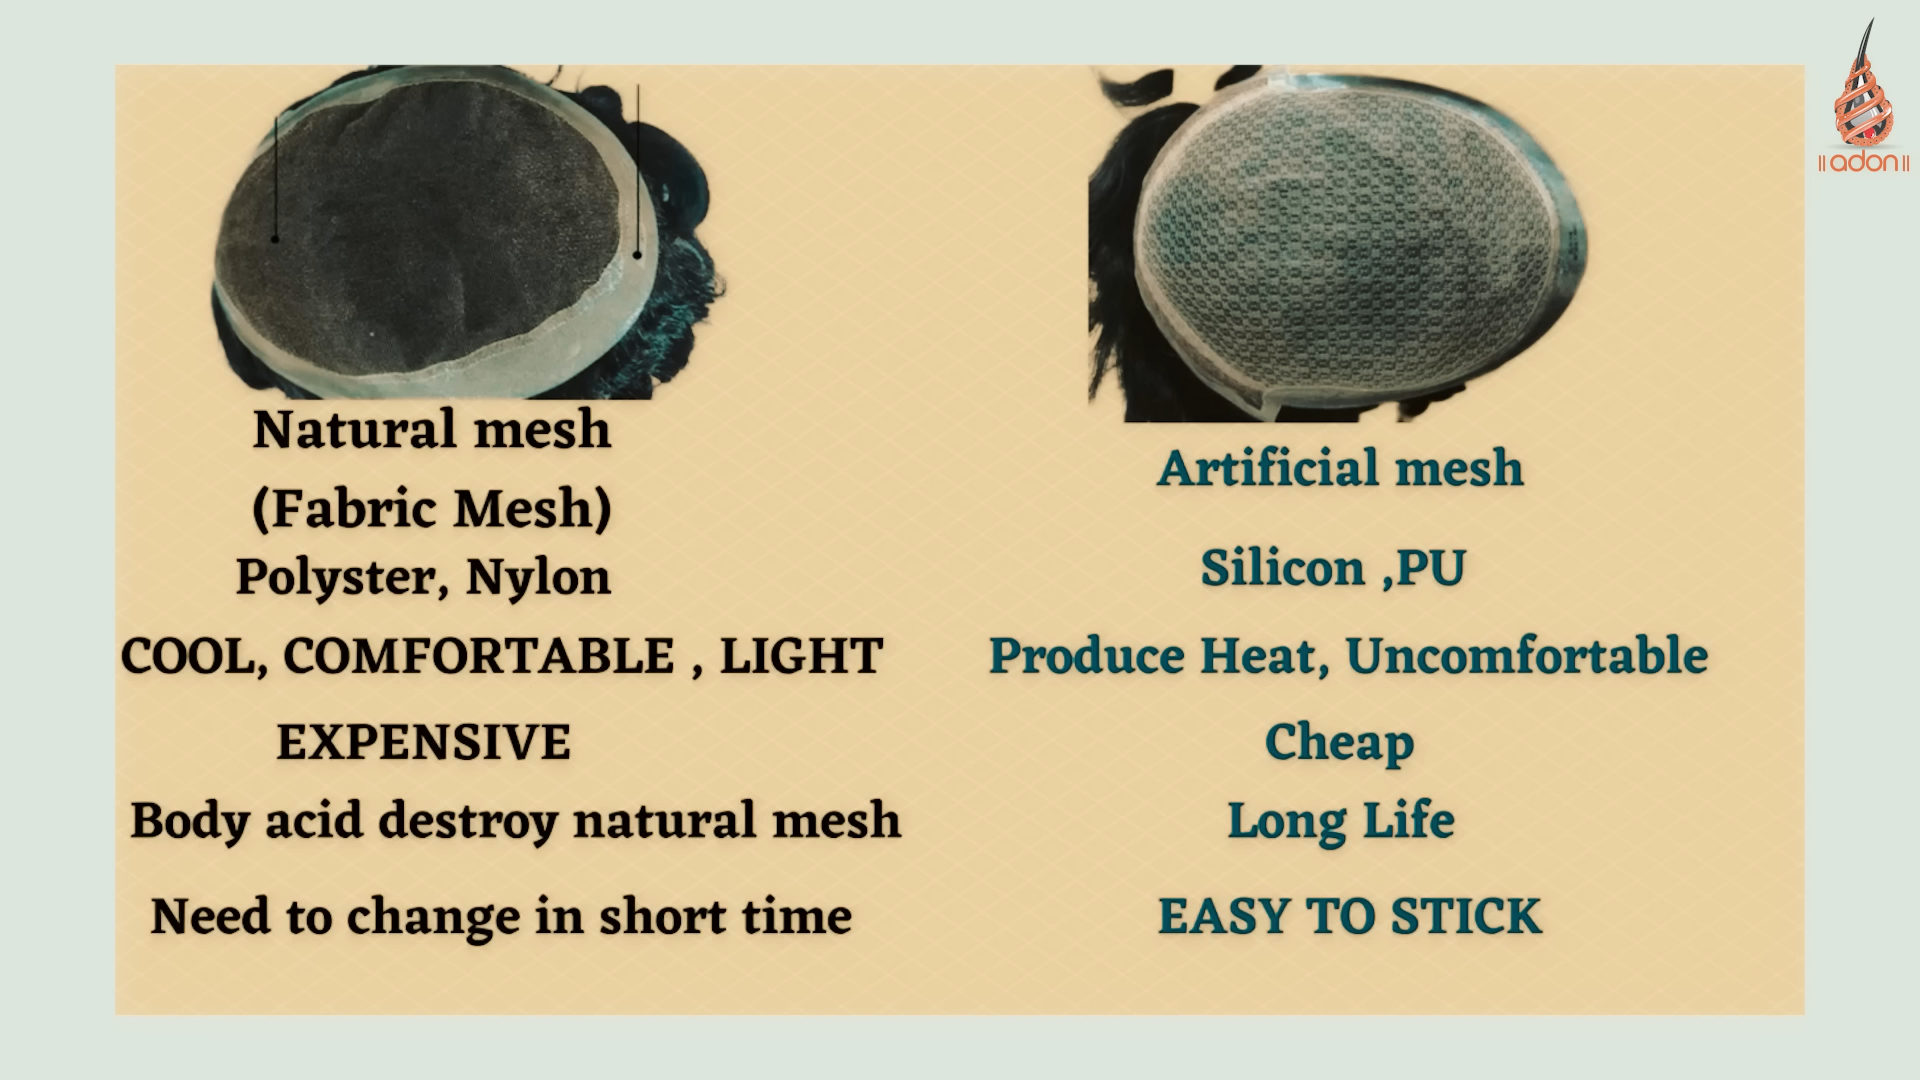 Natural mesh
(Fabric Mesh)
Polyster, Nylon
COOL, COMFORTABLE , LIGHT
EXPENSIVE
Body acid destroy natural mesh
Need to change in short time
Artificial mesh
Silicon ,PU
Produce Heat, Uncomfortable
Cheap
Long Life
EASY TO STICK
|| adon ||